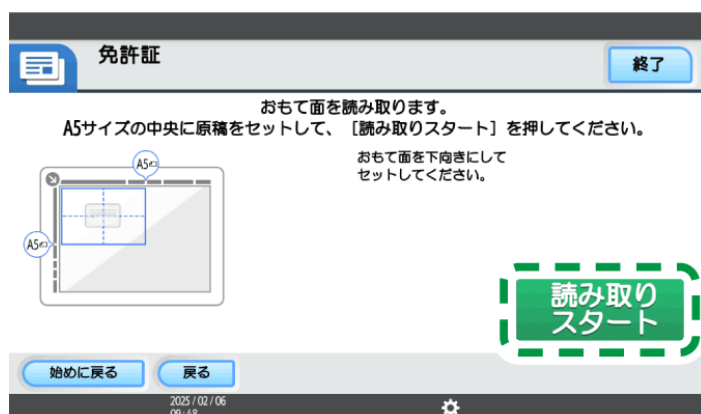 免許証
終了
おもて面を読み取ります。
A5サイズの中央に原稿をセットして、［読み取りスタート］を押してください。
おもて面を下向きにして
セットしてください。
A5
A5
読み取り
スタート
始めに戻る
戻る
2025/02/06